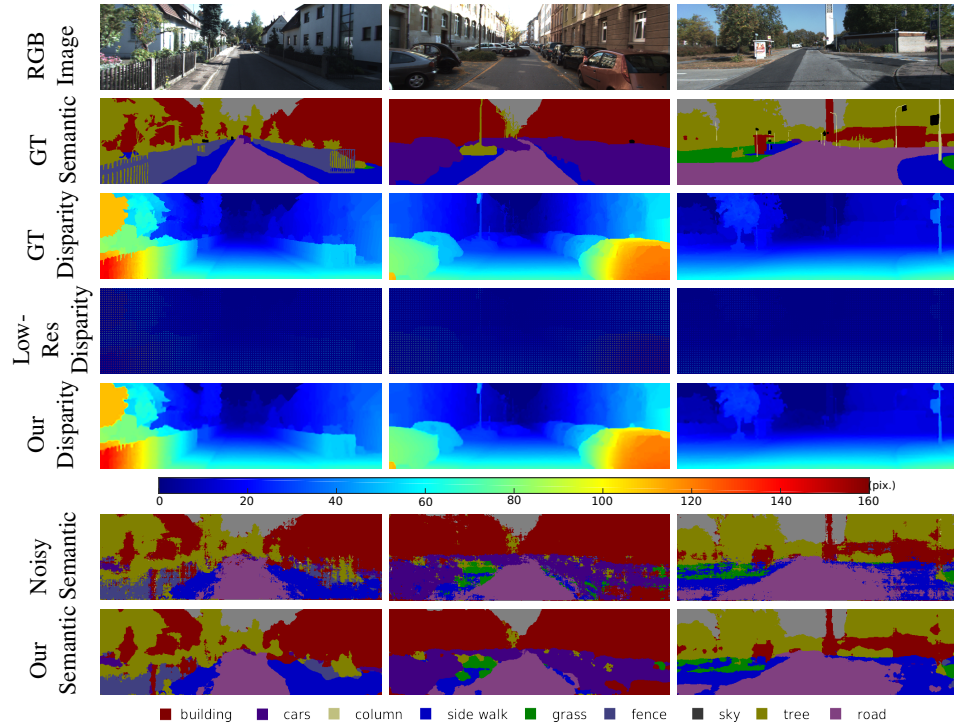 RGB
Image
GT
Semantic
GT
Disparity
Low-
Res
Disparity
Our
Disparity
0 20 40 60 80 100 120 140 160 (pix.)
Noisy
Semantic
Our
Semantic
building cars column side walk grass fence sky tree road